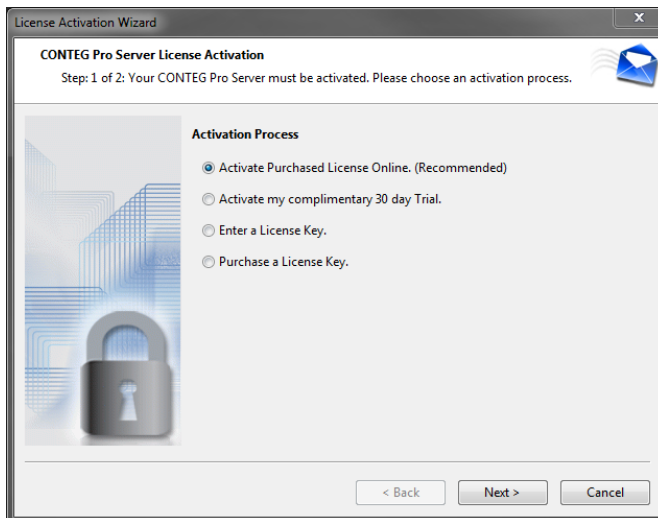 License Activation Wizard
CONTEG Pro Server License Activation
Step: 1 of 2: Your CONTEG Pro Server must be activated. Please choose an activation process.
Activation Process
Activate Purchased License Online. (Recommended)
Activate my complimentary 30 day Trial.
Enter a License Key.
Purchase a License Key.
< Back Next > Cancel